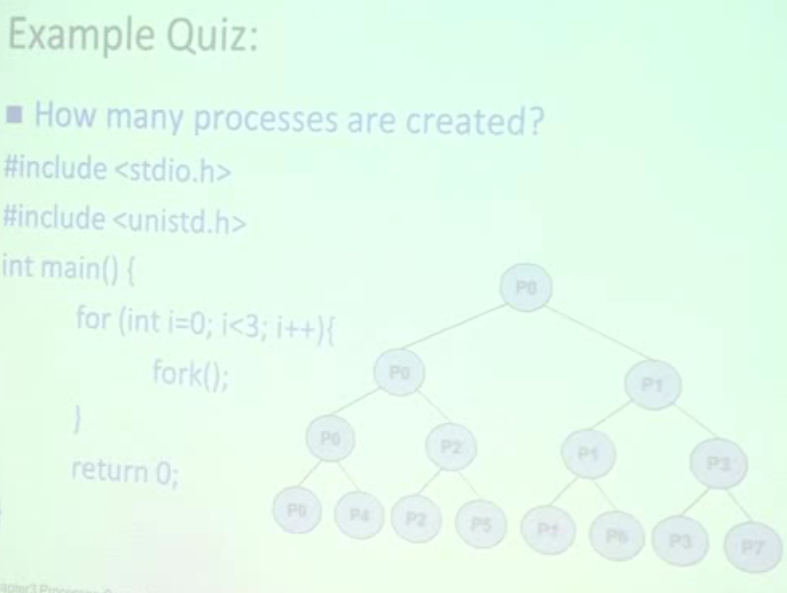 Example Quiz:
■ How many processes are created?
#include <stdio.h>
#include <unistd.h>
int main() {
for (int i=0; i<3; i++){
fork();
}
return 0;
P0
P0 P1
P0 P2 P1 P3
P0 P4 P2 P5 P1 P6 P3 P7